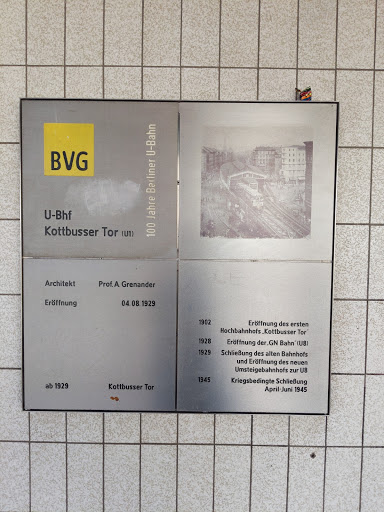 BVG
100 Jahre Berliner U-Bahn
U-Bhf
Kottbusser Tor (U1)
Architekt Prof. A. Grenander
Eröffnung 04.08.1929
ab 1929 Kottbusser Tor
1902 Eröffnung des ersten
Hochbahnhofs ‚Kottbusser Tor‘
1928 Eröffnung der ‚GN Bahn‘ (U8)
1929 Schließung des alten Bahnhofs
und Eröffnung des neuen
Umsteigebahnhofs zur U8
1945 Kriegsbedingte Schließung
April-Juni 1945